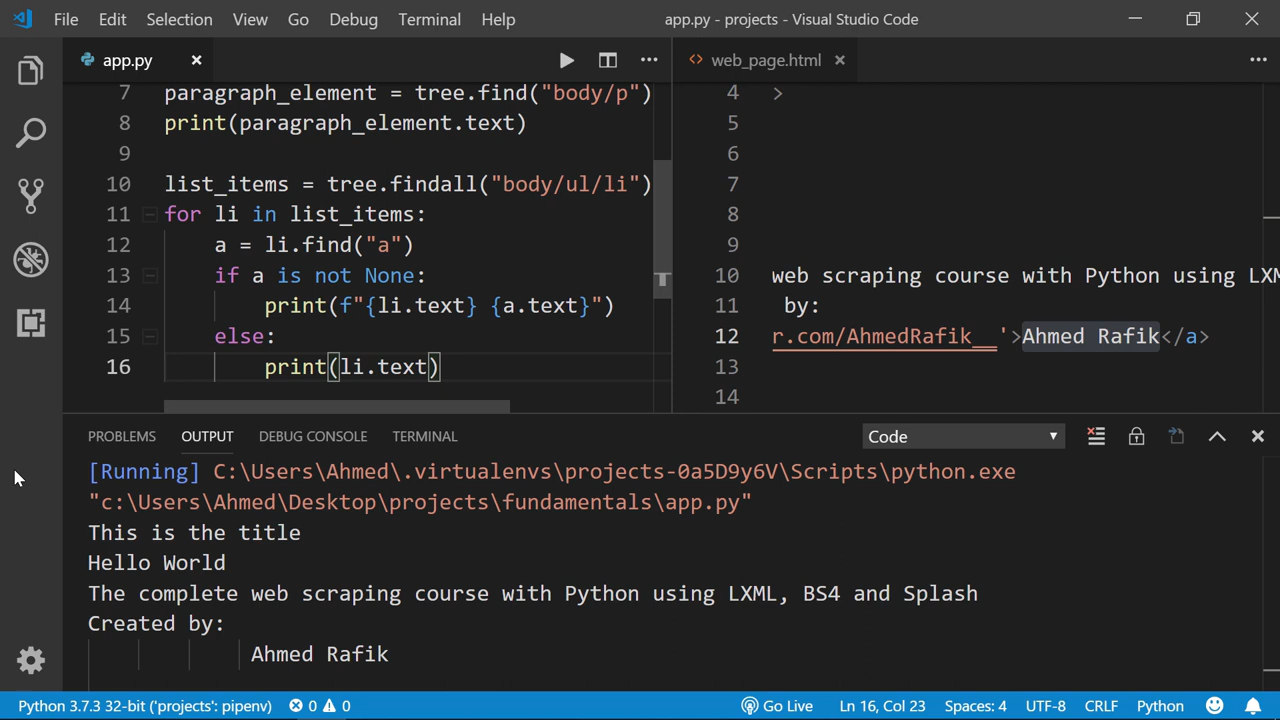 File Edit Selection View Go Debug Terminal Help
app.py - projects - Visual Studio Code
app.py
web_page.html
7 paragraph_element = tree.find("body/p")
8 print(paragraph_element.text)
9
10 list_items = tree.findall("body/ul/li")
11 for li in list_items:
12 a = li.find("a")
13 if a is not None:
14 print(f"{li.text} {a.text}")
15 else:
16 print(li.text)
4 >
5
6
7
8
9
10 web scraping course with Python using LXM
11 by:
12 r.com/AhmedRafik__'>Ahmed Rafik</a>
13
14
PROBLEMS OUTPUT DEBUG CONSOLE TERMINAL
Code
[Running] C:\Users\Ahmed\.virtualenvs\projects-0a5D9y6V\Scripts\python.exe
"c:\Users\Ahmed\Desktop\projects\fundamentals\app.py"
This is the title
Hello World
The complete web scraping course with Python using LXML, BS4 and Splash
Created by:
Ahmed Rafik
Python 3.7.3 32-bit ('projects': pipenv) 0 0 Go Live Ln 16, Col 23 Spaces: 4 UTF-8 CRLF Python